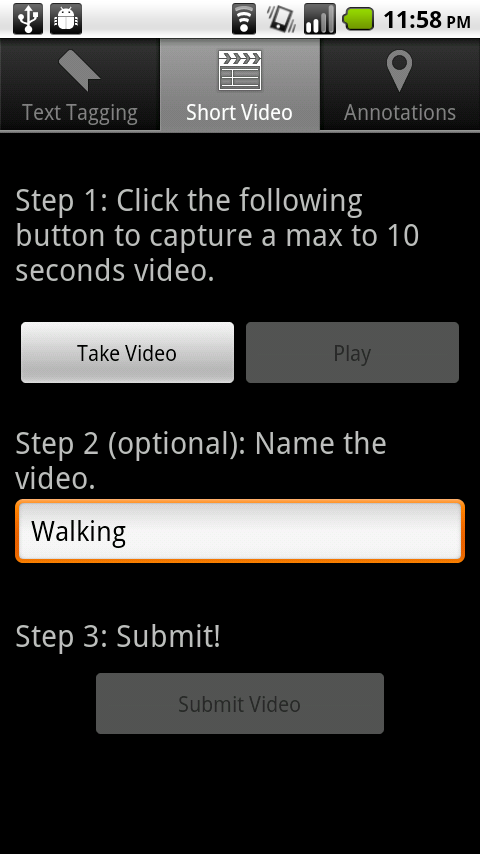 11:58 PM
Text Tagging
Short Video
Annotations
Step 1: Click the following
button to capture a max to 10
seconds video.
Take Video
Play
Step 2 (optional): Name the
video.
Walking
Step 3: Submit!
Submit Video